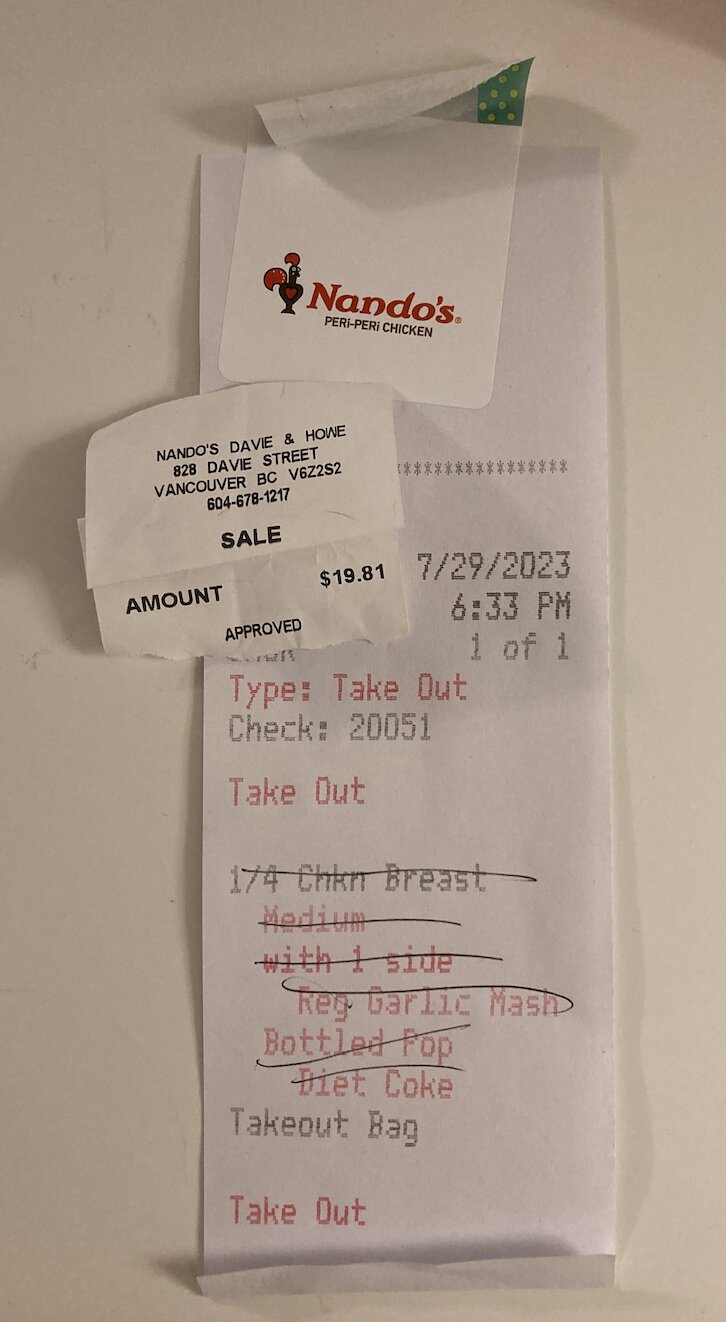 Nando's®
PERi-PERi CHICKEN
NANDO'S DAVIE & HOWE
828 DAVIE STREET
VANCOUVER BC V6Z2S2
604-678-1217
SALE
AMOUNT $19.81
APPROVED
****************
7/29/2023
6:33 PM
1 of 1
Type: Take Out
Check: 20051
Take Out
1/4 Chkn Breast
Medium
with 1 side
Reg Garlic Mash
Bottled Pop
Diet Coke
Takeout Bag
Take Out